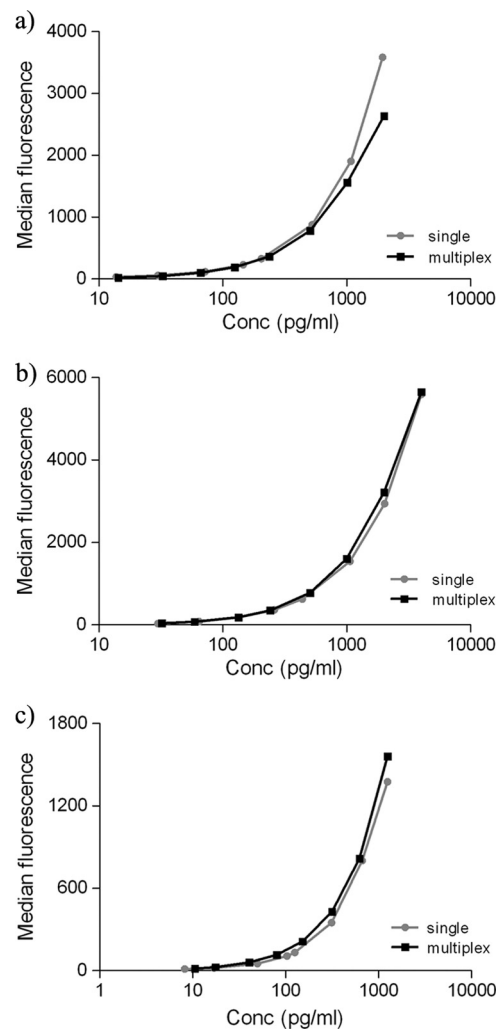 a)
4000
3000
2000
1000
0
Median fluorescence
single
multiplex
10 100 1000 10000
Conc (pg/ml)
b)
6000
4000
2000
0
Median fluorescence
single
multiplex
10 100 1000 10000
Conc (pg/ml)
c)
1800
1200
600
0
Median fluorescence
single
multiplex
1 10 100 1000 10000
Conc (pg/ml)